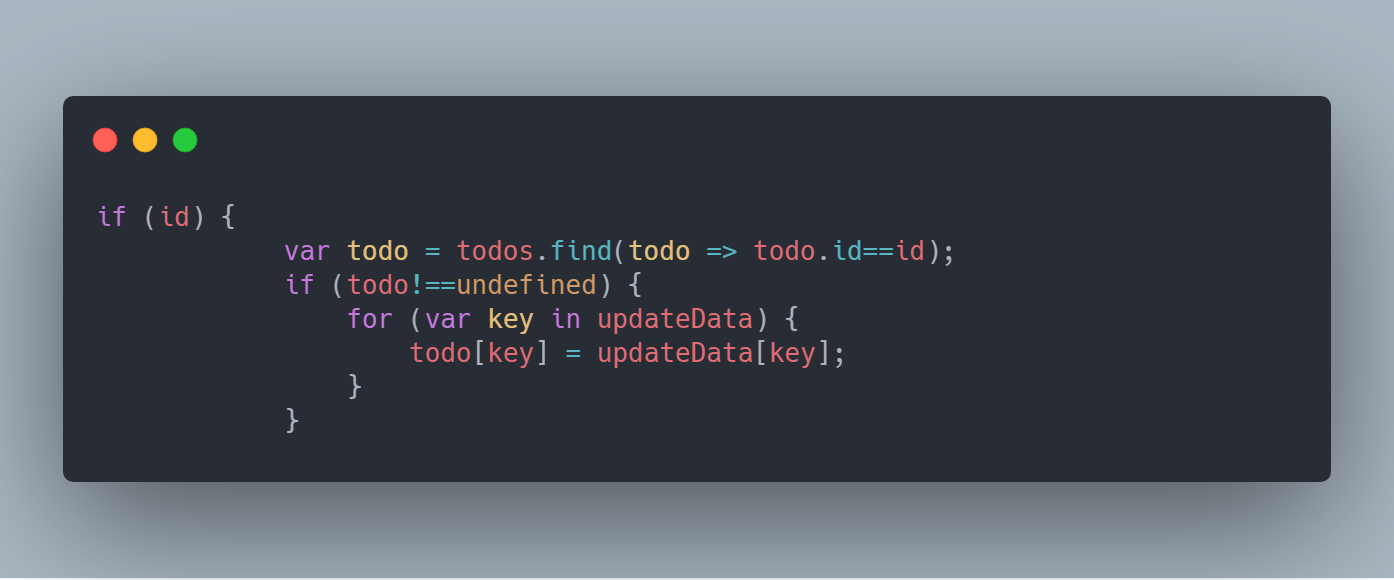 if (id) {
            var todo = todos.find(todo => todo.id==id);
            if (todo!==undefined) {
                for (var key in updateData) {
                    todo[key] = updateData[key];
                }
            }